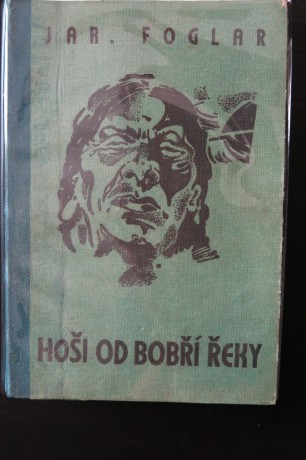 JAR. FOGLAR
HOŠI OD BOBŘÍ ŘEKY